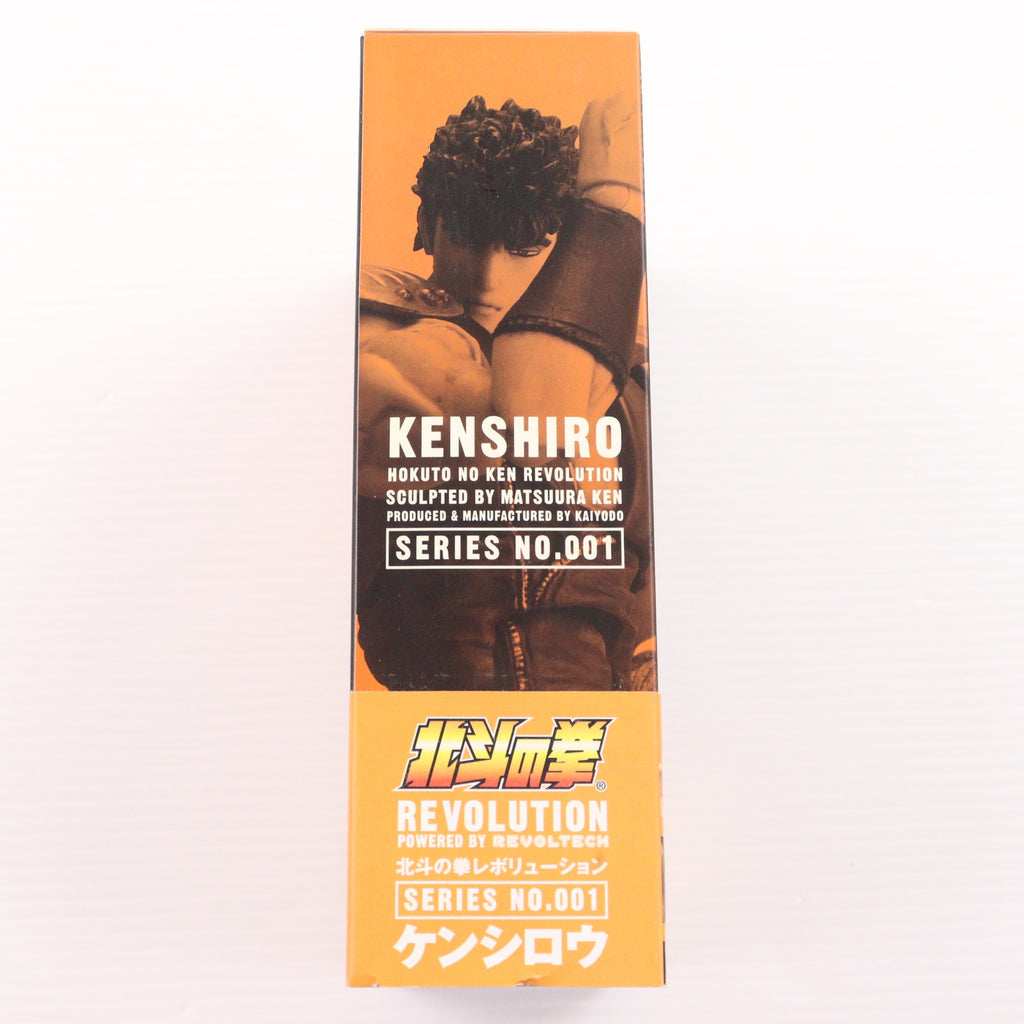 KENSHIRO
HOKUTO NO KEN REVOLUTION
SCULPTED BY MATSUURA KEN
PRODUCED & MANUFACTURED BY KAIYODO
SERIES NO.001
北斗の拳®
REVOLUTION
POWERED BY REVOLTECH
北斗の拳レボリューション
SERIES NO.001
ケンシロウ